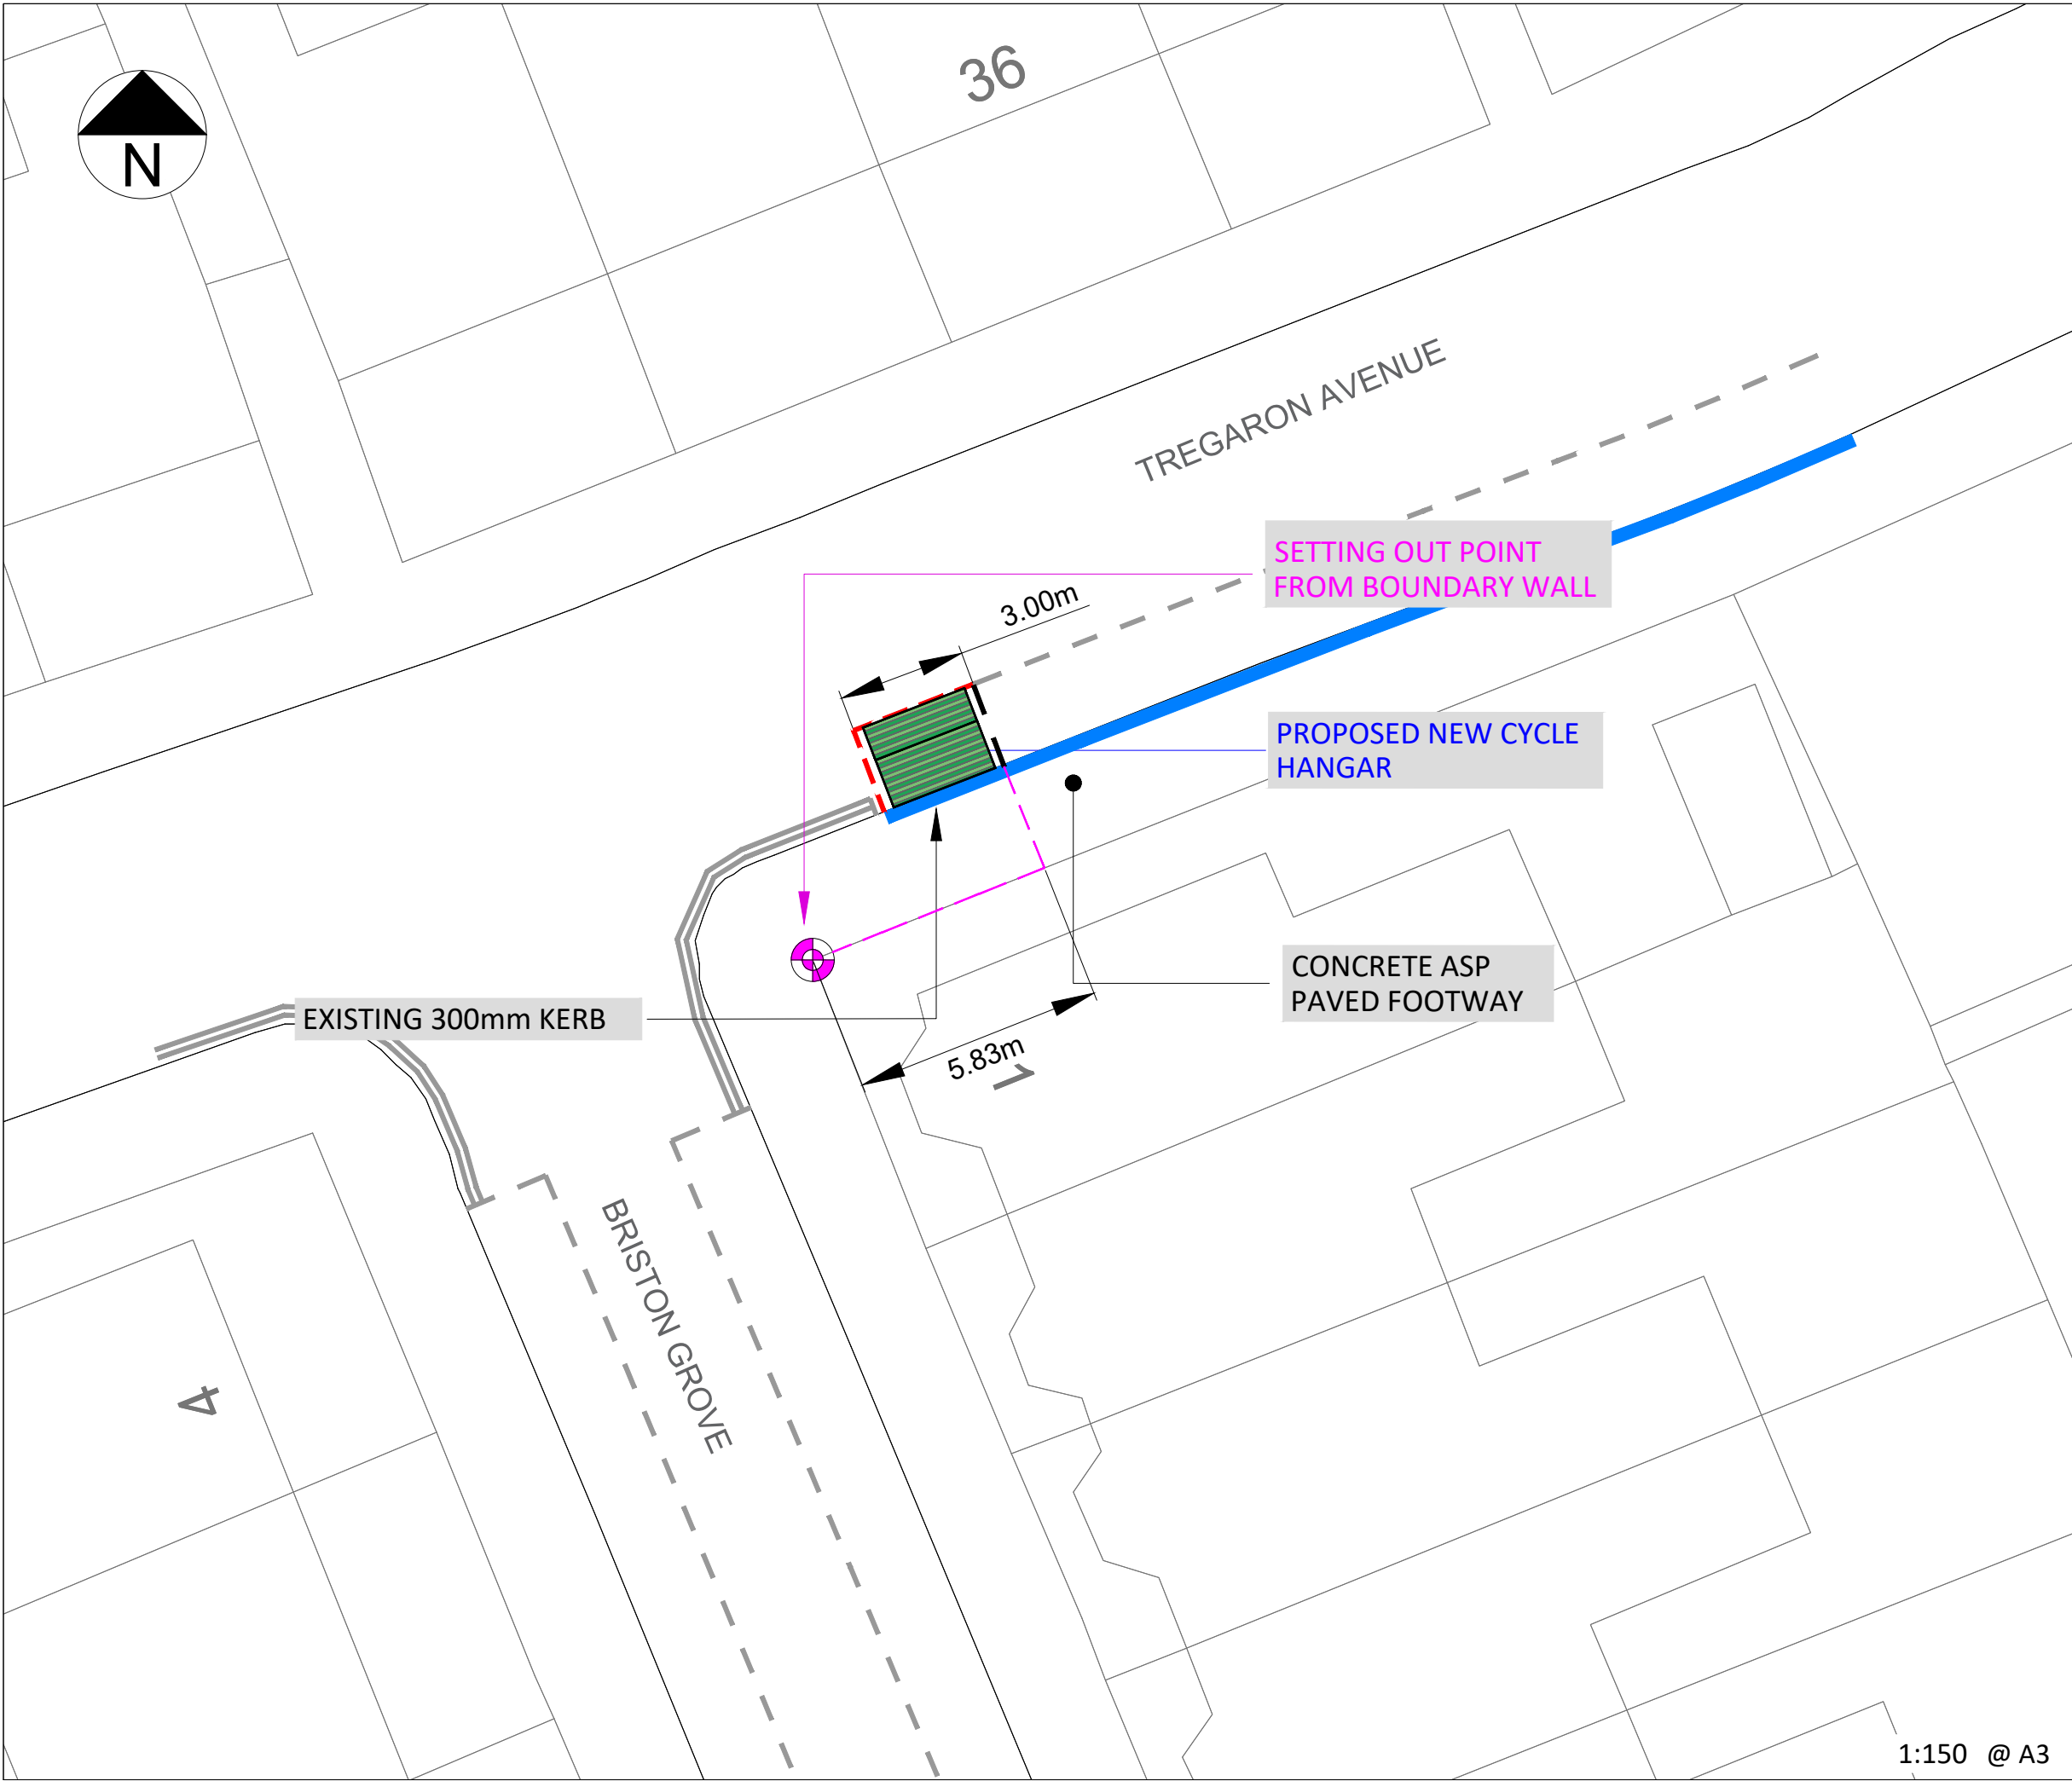 36
N
TREGARON AVENUE
SETTING OUT POINT
FROM BOUNDARY WALL
3.00m
PROPOSED NEW CYCLE
HANGAR
CONCRETE ASP
PAVED FOOTWAY
EXISTING 300mm KERB
5.83m
1
BRISTON GROVE
4
1:150 @ A3